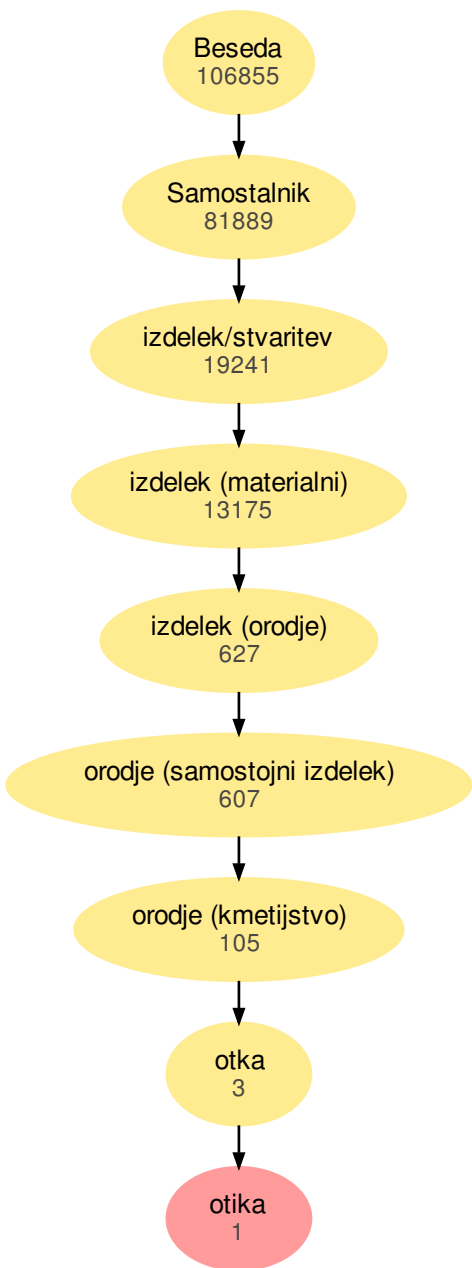 Beseda
106855
Samostalnik
81889
izdelek/stvaritev
19241
izdelek (materialni)
13175
izdelek (orodje)
627
orodje (samostojni izdelek)
607
orodje (kmetijstvo)
105
otka
3
otika
1